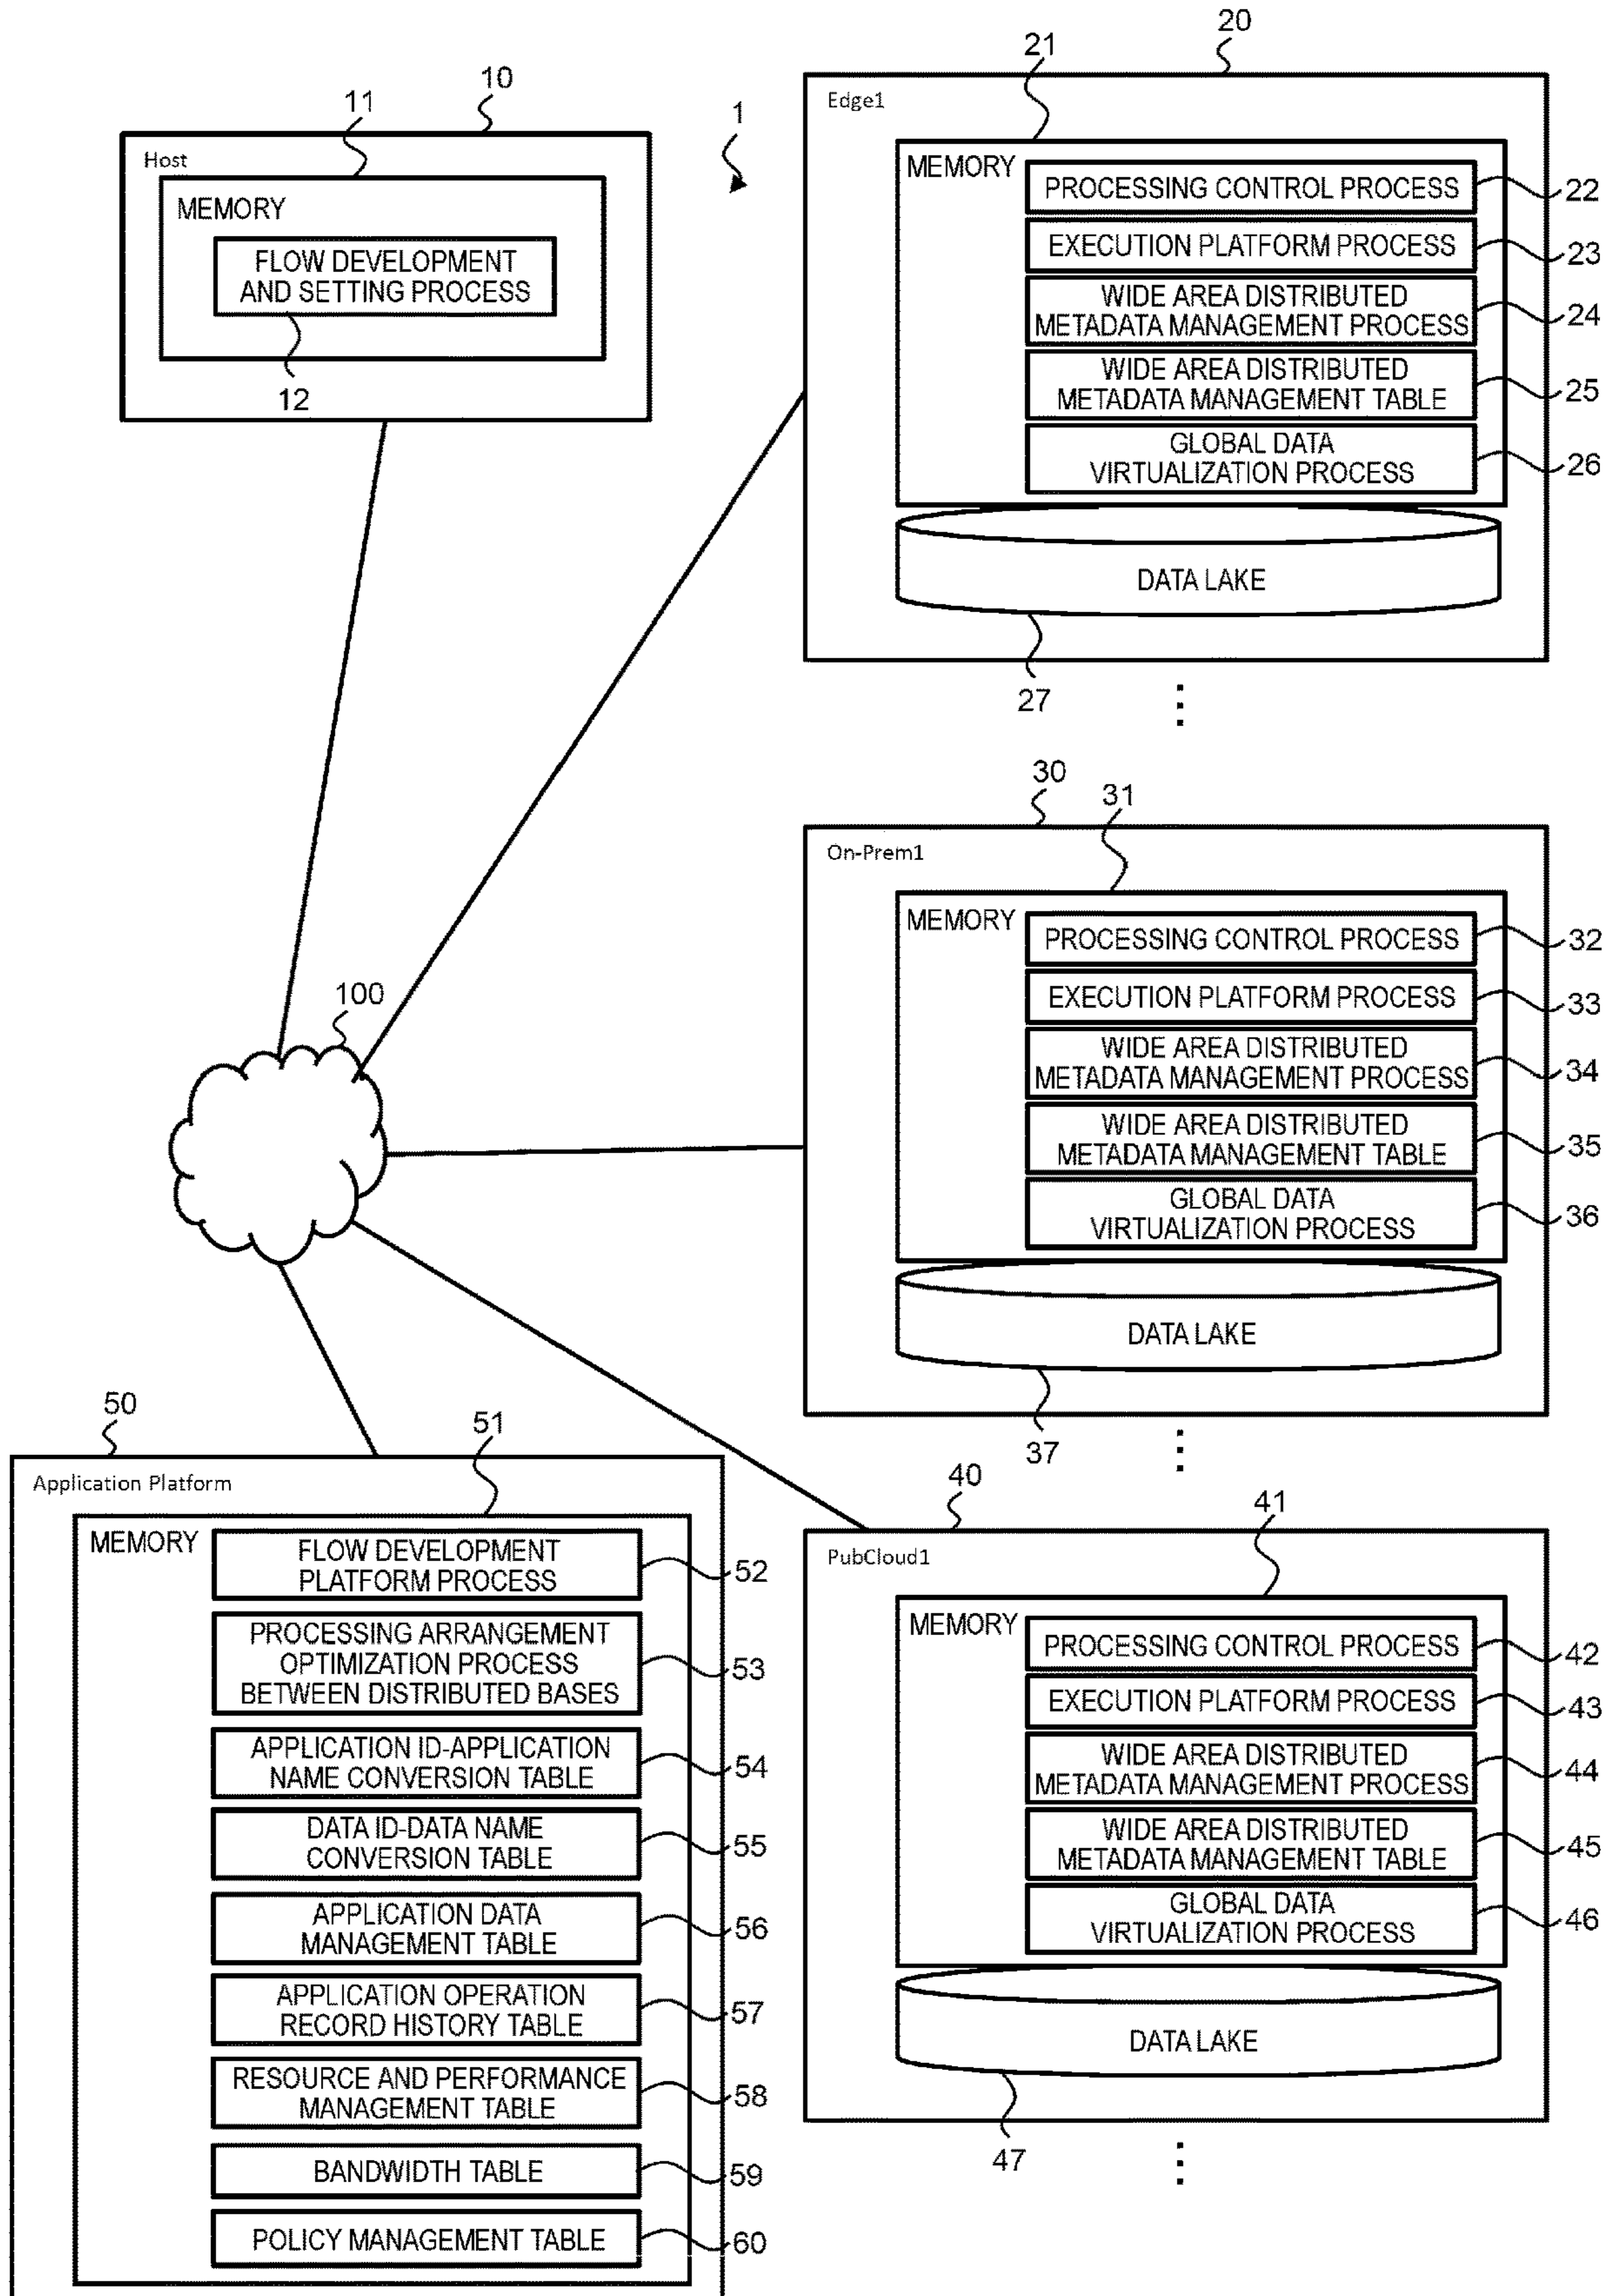 1
10
11
Host
MEMORY
FLOW DEVELOPMENT
AND SETTING PROCESS
12
20
21
Edge1
MEMORY
PROCESSING CONTROL PROCESS
22
EXECUTION PLATFORM PROCESS
23
WIDE AREA DISTRIBUTED
METADATA MANAGEMENT PROCESS
24
WIDE AREA DISTRIBUTED
METADATA MANAGEMENT TABLE
25
GLOBAL DATA
VIRTUALIZATION PROCESS
26
DATA LAKE
27
30
31
On-Prem1
MEMORY
PROCESSING CONTROL PROCESS
32
EXECUTION PLATFORM PROCESS
33
WIDE AREA DISTRIBUTED
METADATA MANAGEMENT PROCESS
34
WIDE AREA DISTRIBUTED
METADATA MANAGEMENT TABLE
35
GLOBAL DATA
VIRTUALIZATION PROCESS
36
DATA LAKE
37
100
40
41
PubCloud1
MEMORY
PROCESSING CONTROL PROCESS
42
EXECUTION PLATFORM PROCESS
43
WIDE AREA DISTRIBUTED
METADATA MANAGEMENT PROCESS
44
WIDE AREA DISTRIBUTED
METADATA MANAGEMENT TABLE
45
GLOBAL DATA
VIRTUALIZATION PROCESS
46
DATA LAKE
47
50
51
Application Platform
MEMORY
FLOW DEVELOPMENT
PLATFORM PROCESS
52
PROCESSING ARRANGEMENT
OPTIMIZATION PROCESS
BETWEEN DISTRIBUTED BASES
53
APPLICATION ID-APPLICATION
NAME CONVERSION TABLE
54
DATA ID-DATA NAME
CONVERSION TABLE
55
APPLICATION DATA
MANAGEMENT TABLE
56
APPLICATION OPERATION
RECORD HISTORY TABLE
57
RESOURCE AND PERFORMANCE
MANAGEMENT TABLE
58
BANDWIDTH TABLE
59
POLICY MANAGEMENT TABLE
60